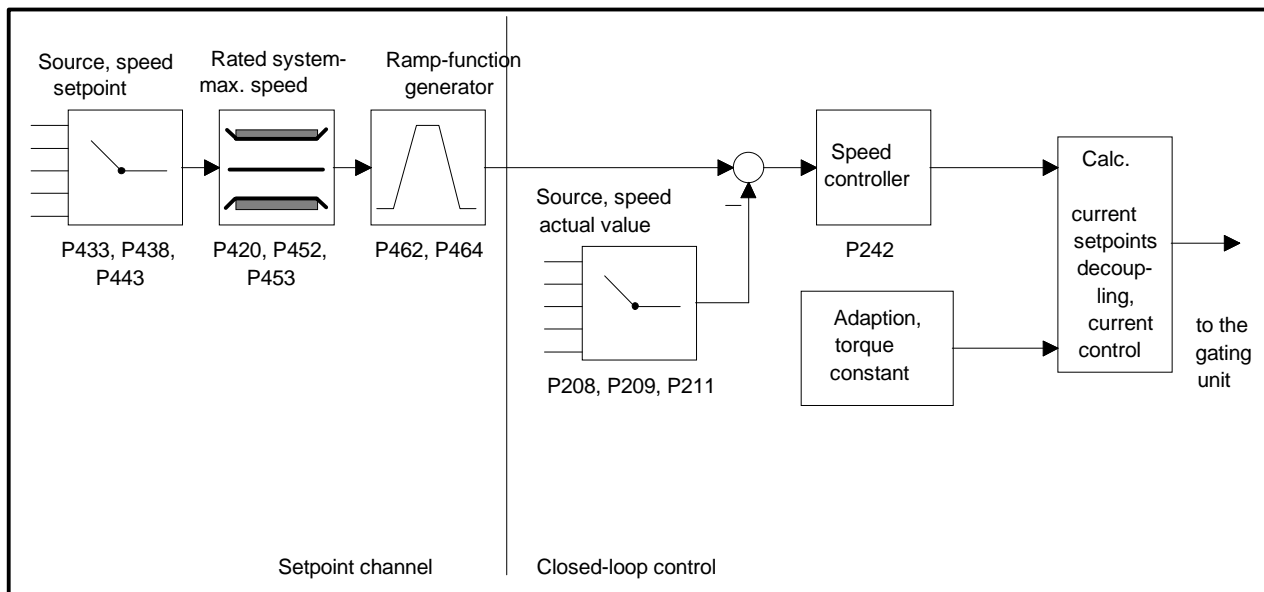 Source, speed
setpoint
Rated system-
max. speed
Ramp-function
generator
P433, P438,
P443
P420, P452,
P453
P462, P464
Source, speed
actual value
P208, P209, P211
Speed
controller
P242
Adaption,
torque
constant
Calc.
current
setpoints
decoup-
ling,
current
control
to the
gating
unit
Setpoint channel
Closed-loop control